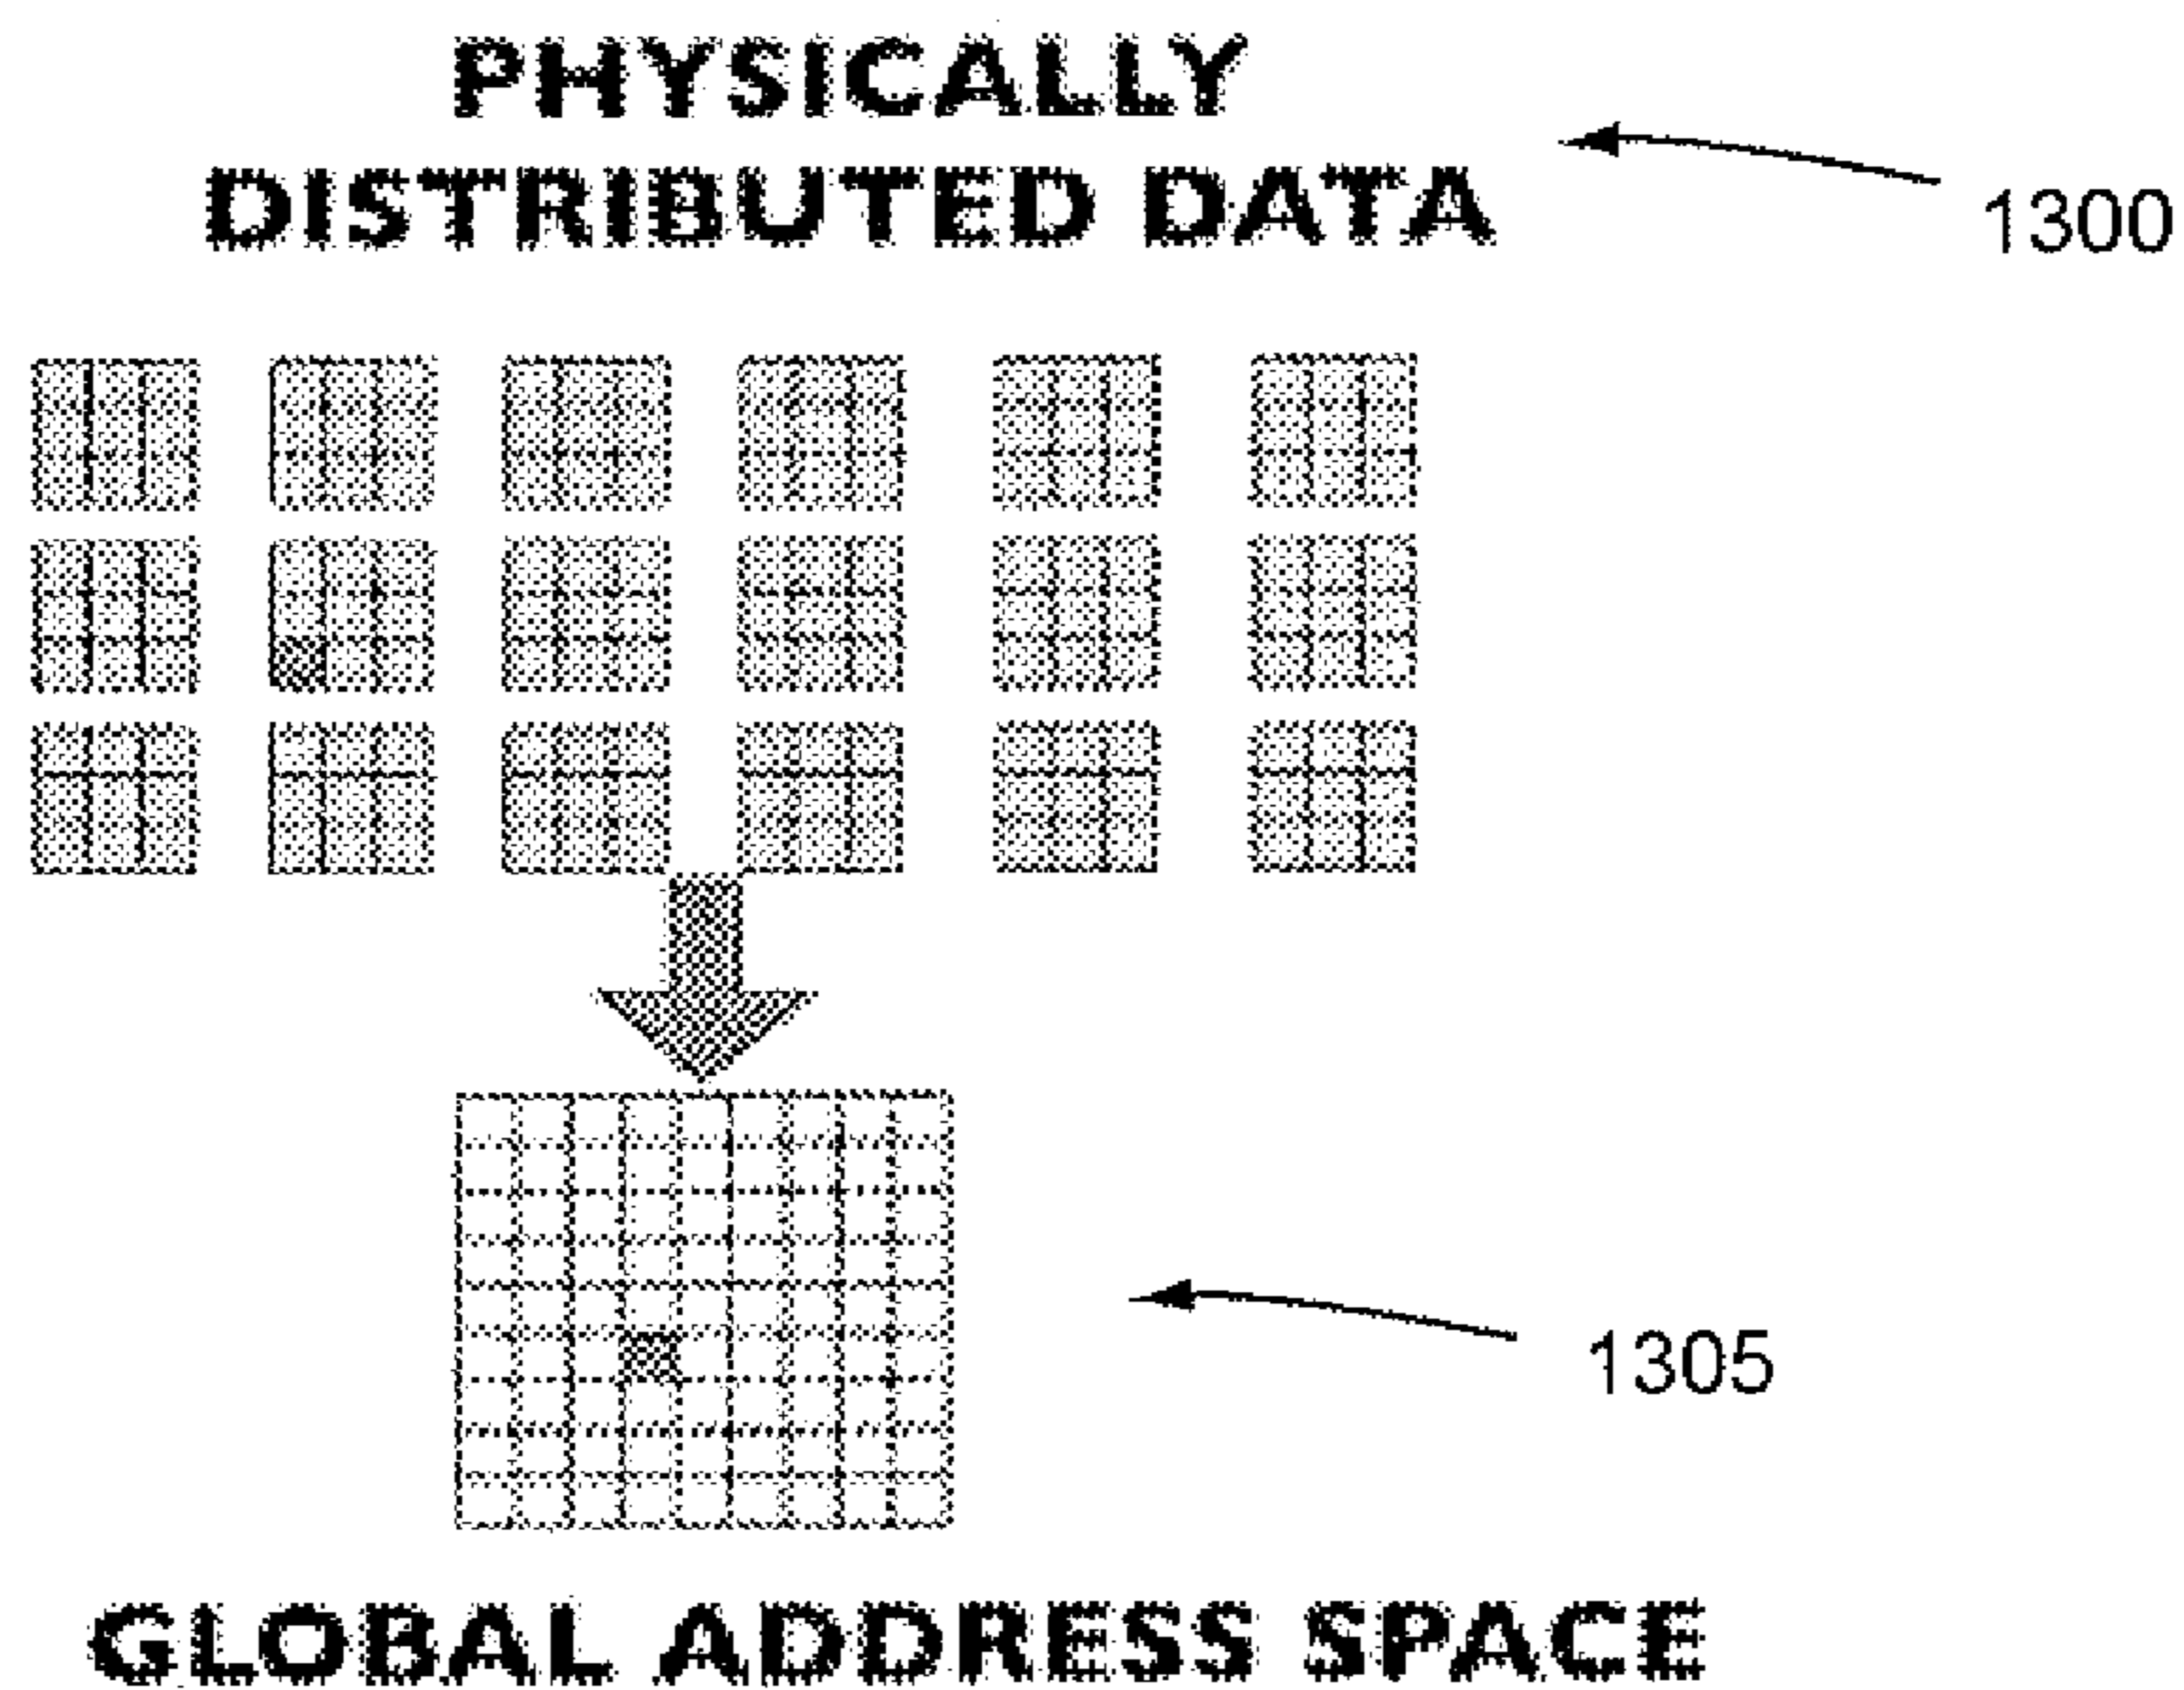 PHYSICALLY
DISTRIBUTED DATA
1300
1305
GLOBAL ADDRESS SPACE